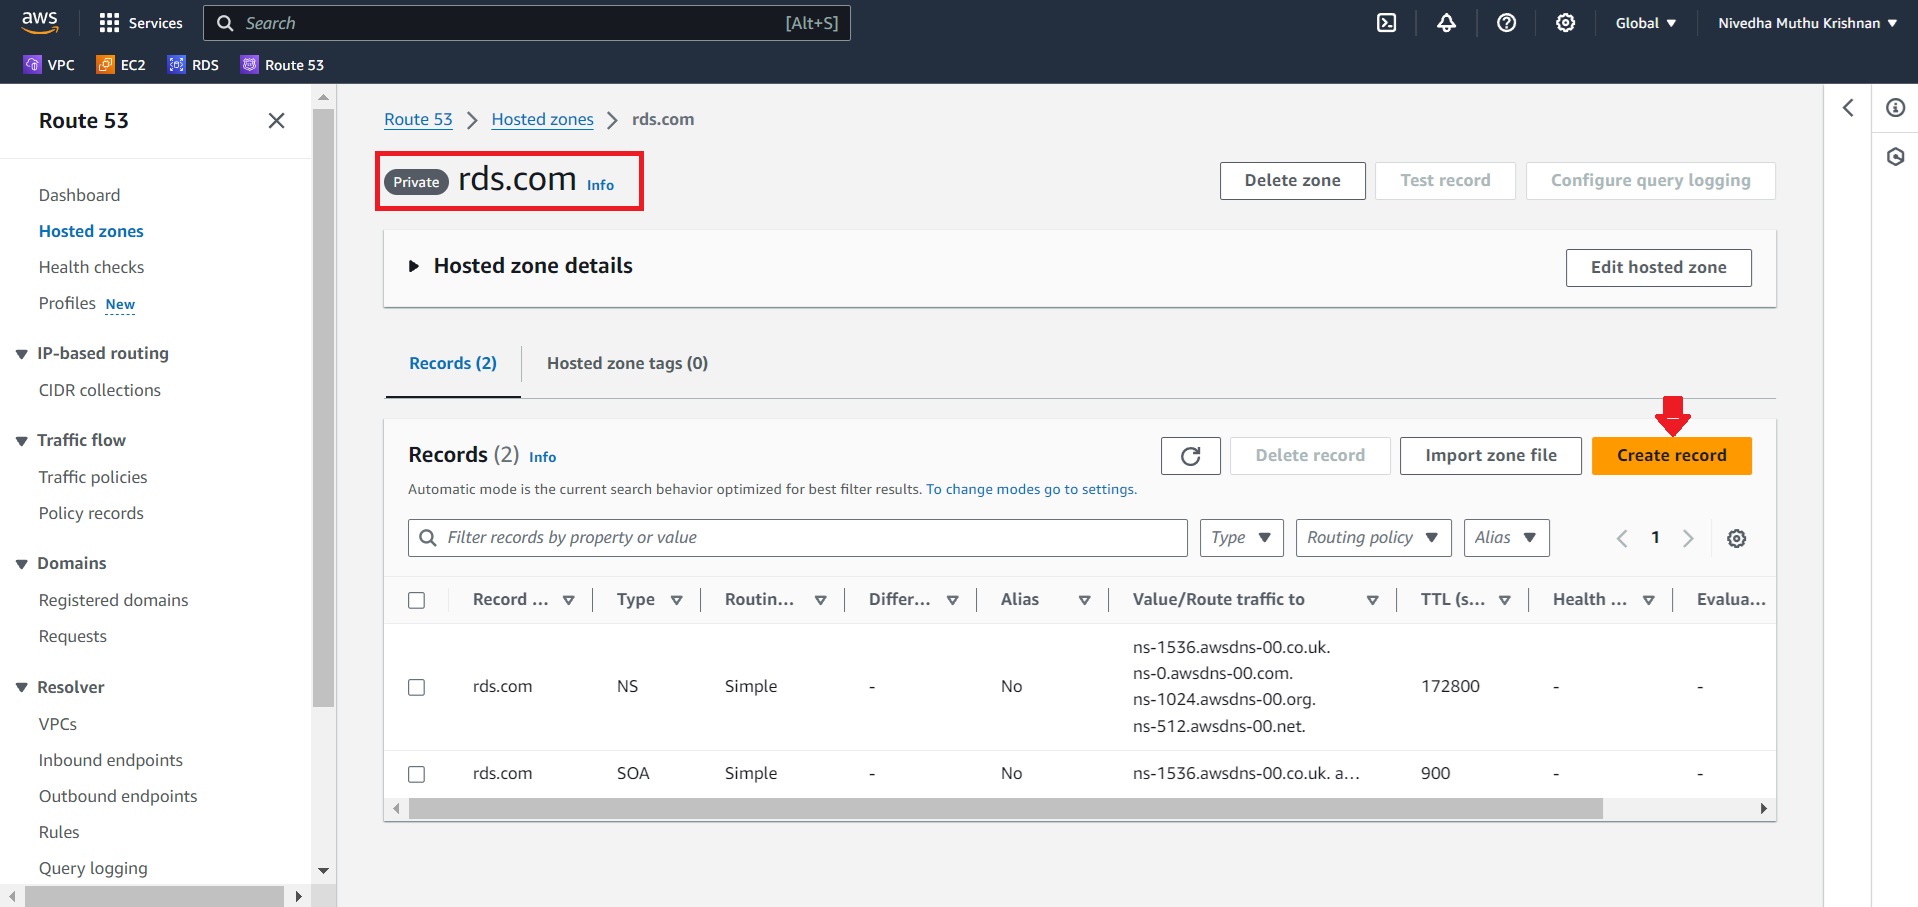 aws
Services
Search
[Alt+S]
Global
Nivedha Muthu Krishnan
VPC
EC2
RDS
Route 53
Route 53
Dashboard
Hosted zones
Health checks
Profiles New
IP-based routing
CIDR collections
Traffic flow
Traffic policies
Policy records
Domains
Registered domains
Requests
Resolver
VPCs
Inbound endpoints
Outbound endpoints
Rules
Query logging
Route 53 > Hosted zones > rds.com
Private rds.com Info
Delete zone
Test record
Configure query logging
Hosted zone details
Edit hosted zone
Records (2)
Hosted zone tags (0)
Records (2) Info
Delete record
Import zone file
Create record
Automatic mode is the current search behavior optimized for best filter results. To change modes go to settings.
Filter records by property or value
Type
Routing policy
Alias
1
Record ... Type Routin... Differ... Alias Value/Route traffic to TTL (s... Health ... Evalua...
rds.com NS Simple - No
ns-1536.awsdns-00.co.uk.
ns-0.awsdns-00.com.
ns-1024.awsdns-00.org.
ns-512.awsdns-00.net.
172800 - -
rds.com SOA Simple - No ns-1536.awsdns-00.co.uk. a... 900 - -